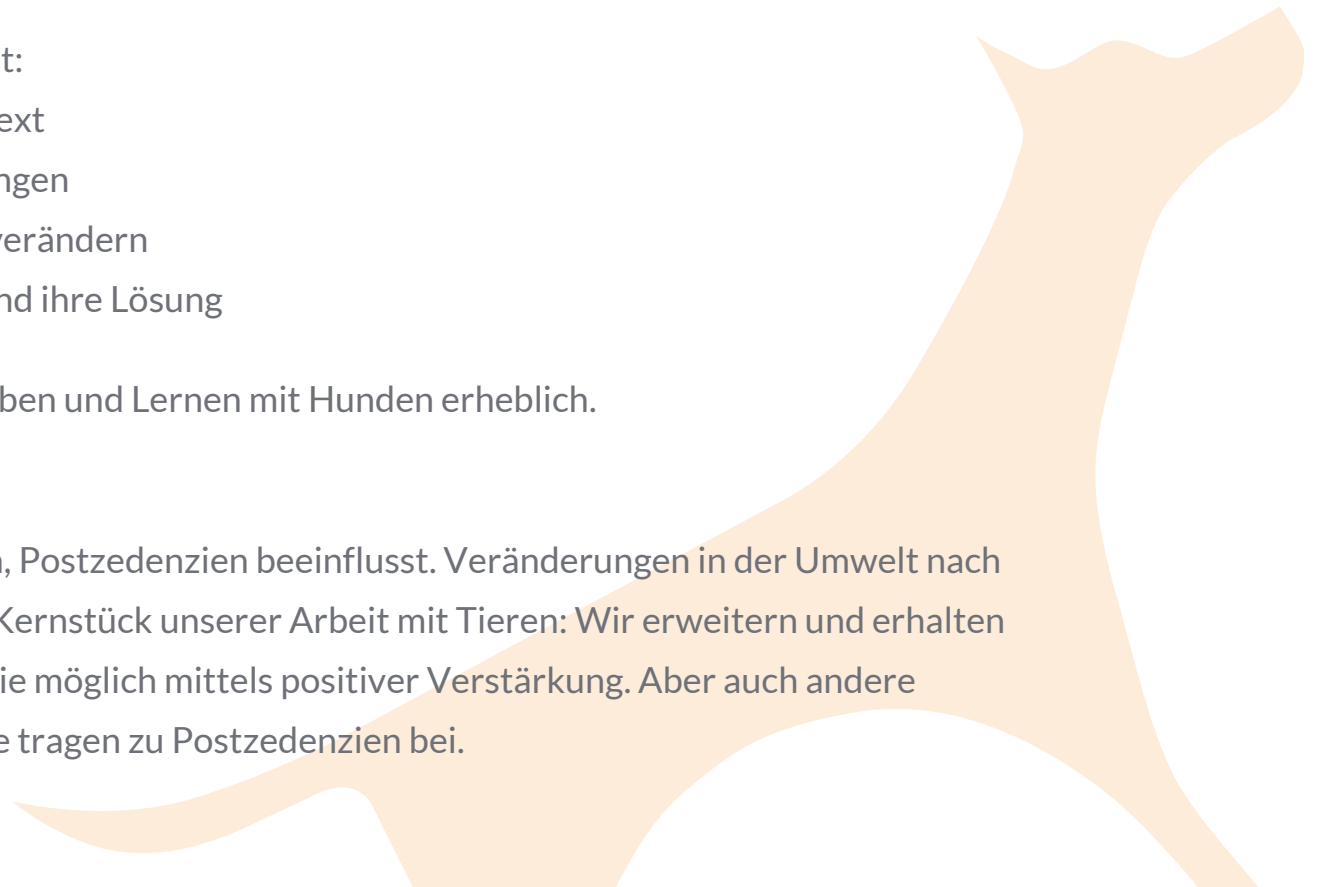 t:
ext
ngen
verändern
nd ihre Lösung
ben und Lernen mit Hunden erheblich.
, Postzedenzien beeinflusst. Veränderungen in der Umwelt nach
Kernstück unserer Arbeit mit Tieren: Wir erweitern und erhalten
ie möglich mittels positiver Verstärkung. Aber auch andere
e tragen zu Postzedenzien bei.